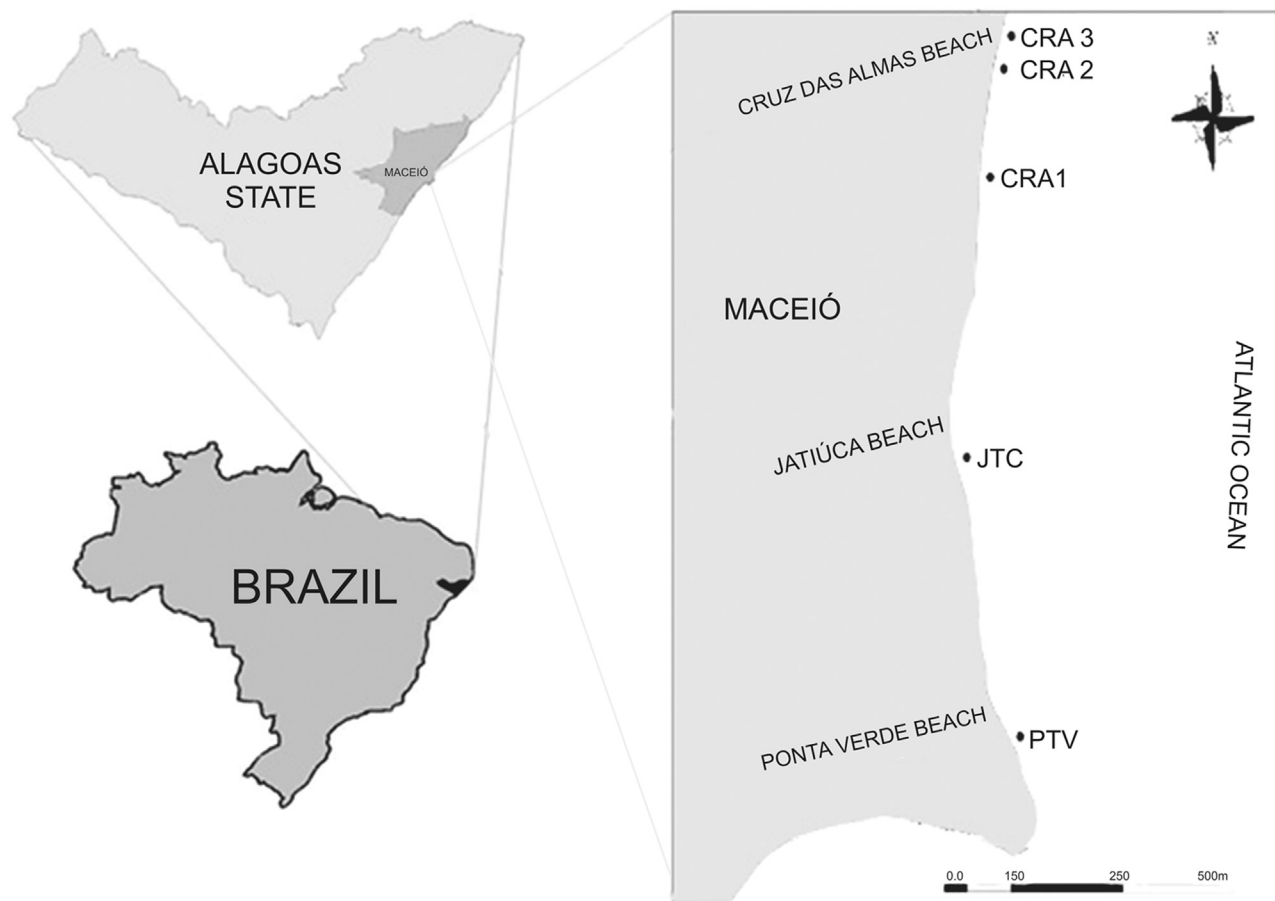 ALAGOAS
STATE
MACEIÓ
BRAZIL
CRUZ DAS ALMAS BEACH
CRA 3
CRA 2
CRA1
N
MACEIÓ
JATIÚCA BEACH
JTC
ATLANTIC OCEAN
PONTA VERDE BEACH
PTV
0.0 150 250 500m